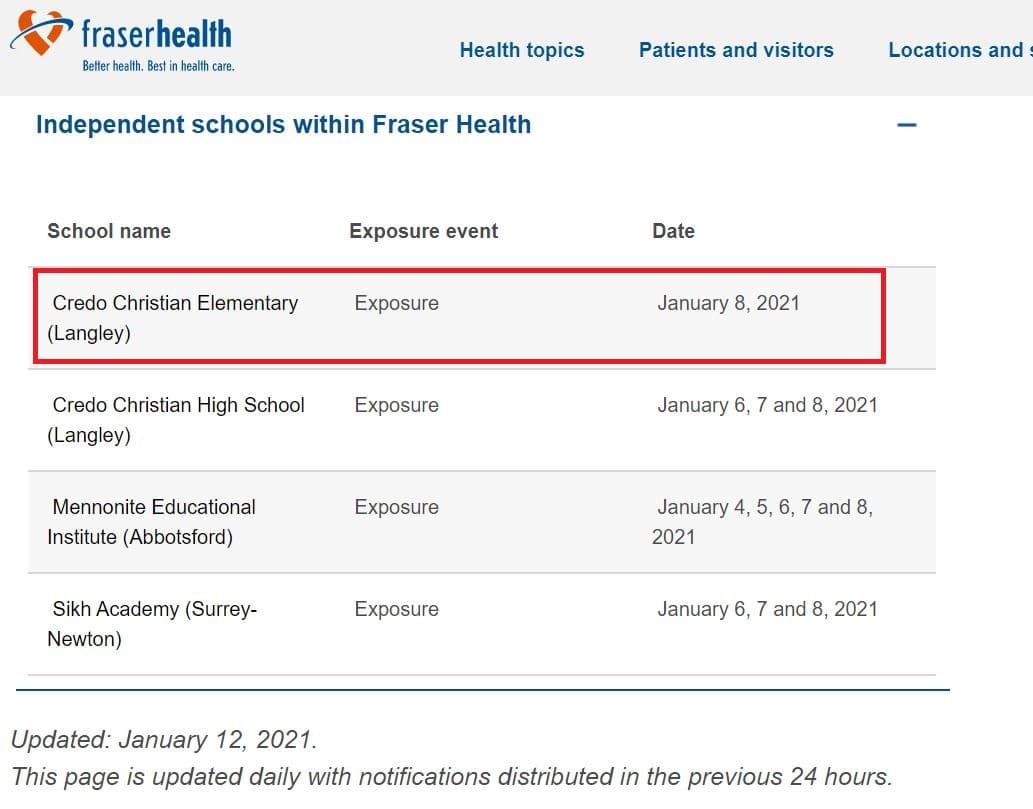 fraserhealth
Better health. Best in health care.
Health topics
Patients and visitors
Locations and
Independent schools within Fraser Health
School name
Exposure event
Date
Credo Christian Elementary
(Langley)
Exposure
January 8, 2021
Credo Christian High School
(Langley)
Exposure
January 6, 7 and 8, 2021
Mennonite Educational
Institute (Abbotsford)
Exposure
January 4, 5, 6, 7 and 8,
2021
Sikh Academy (Surrey-
Newton)
Exposure
January 6, 7 and 8, 2021
Updated: January 12, 2021.
This page is updated daily with notifications distributed in the previous 24 hours.